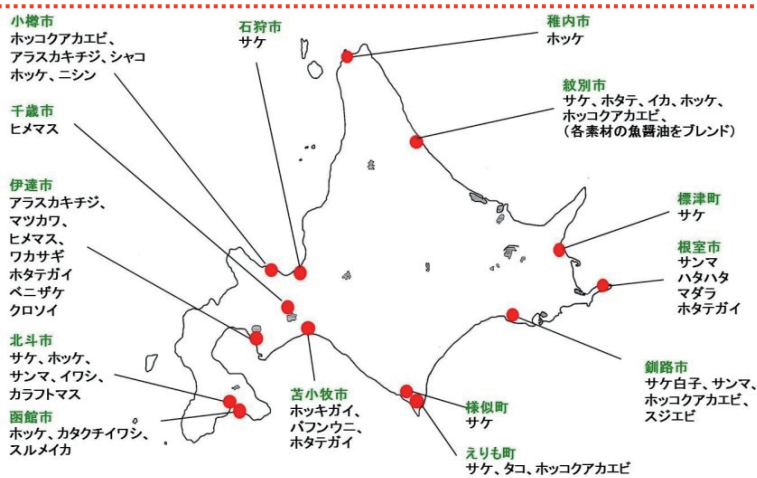 小樽市
ホッコクアカエビ、
アラスカキチジ、シャコ
ホッケ、ニシン
石狩市
サケ
稚内市
ホッケ
千歳市
ヒメマス
紋別市
サケ、ホタテ、イカ、ホッケ、
ホッコクアカエビ、
（各素材の魚醤油をブレンド）
伊達市
アラスカキチジ、
マツカワ、
ヒメマス、
ワカサギ
ホタテガイ
ベニザケ
クロソイ
標津町
サケ
根室市
サンマ
ハタハタ
マダラ
ホタテガイ
北斗市
サケ、ホッケ、
サンマ、イワシ、
カラフトマス
函館市
ホッケ、カタクチイワシ、
スルメイカ
苫小牧市
ホッキガイ、
バフンウニ、
ホタテガイ
様似町
サケ
えりも町
サケ、タコ、ホッコクアカエビ
釧路市
サケ白子、サンマ、
ホッコクアカエビ、
スジエビ